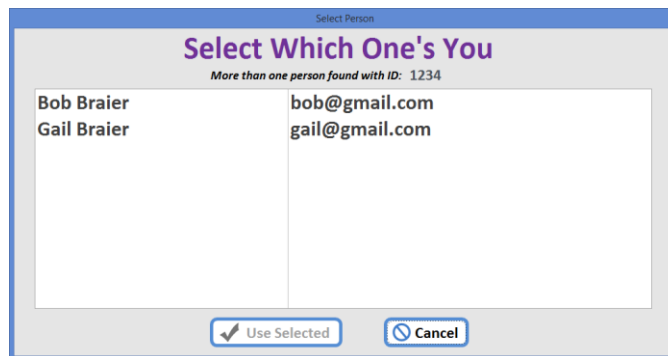 Select Person
Select Which One's You
More than one person found with ID: 1234
Bob Braier bob@gmail.com
Gail Braier gail@gmail.com
Use Selected Cancel